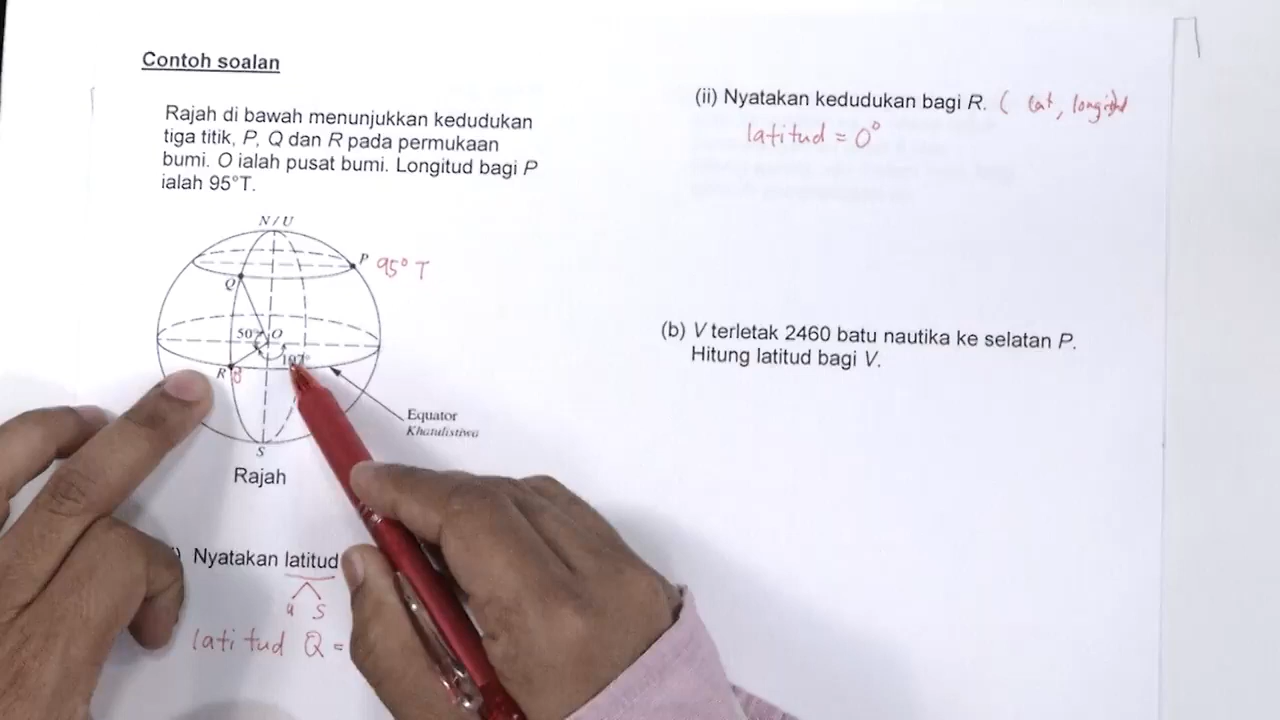 Contoh soalan
Rajah di bawah menunjukkan kedudukan
tiga titik, P, Q dan R pada permukaan
bumi. O ialah pusat bumi. Longitud bagi P
ialah 95°T.
N / U
P 95° T
Q
50° O
R B
Equator
Khatulistiwa
S
Rajah
Nyatakan latitud
u s
latitud Q =
(ii) Nyatakan kedudukan bagi R. ( lat, longitud
latitud = 0°
(b) V terletak 2460 batu nautika ke selatan P.
Hitung latitud bagi V.